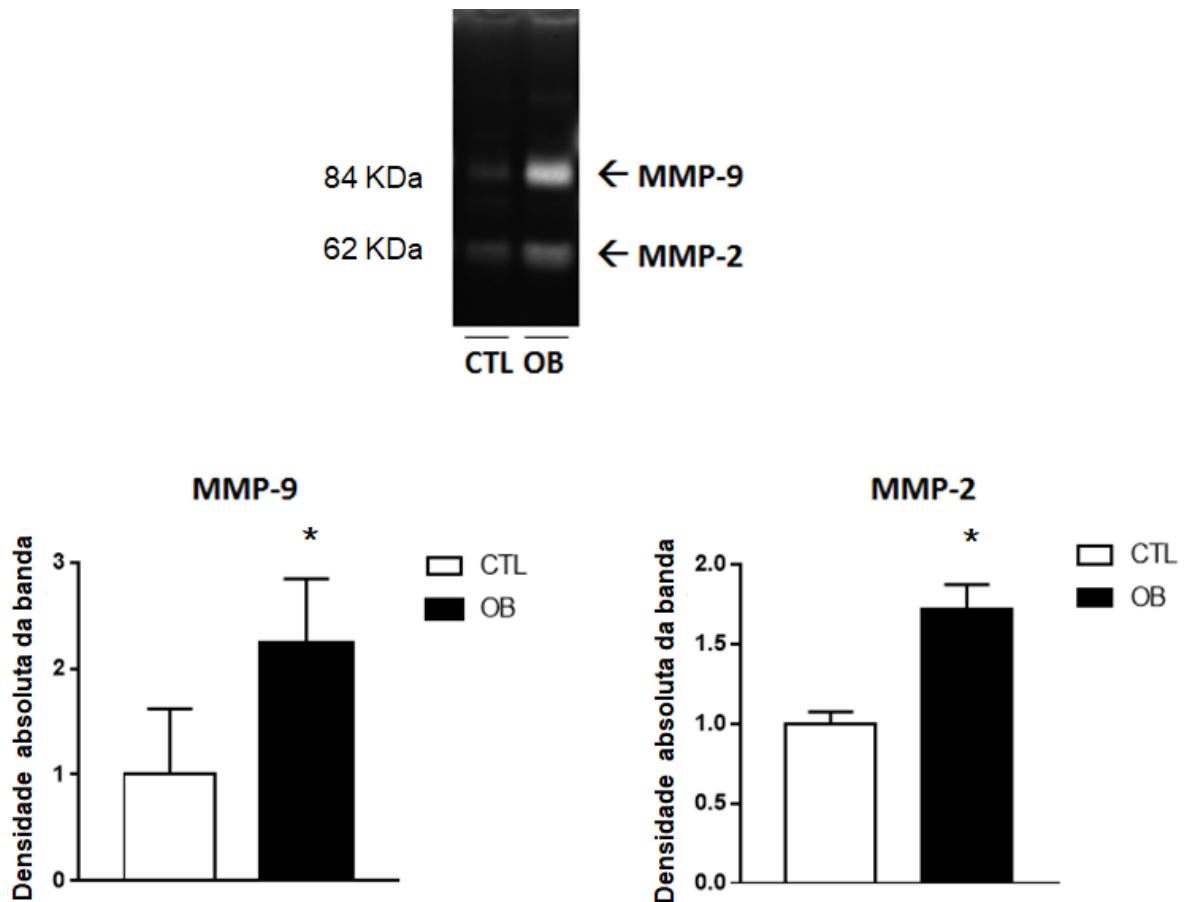 84 KDa
← MMP-9
62 KDa
← MMP-2
CTL OB
MMP-9
*
Densidade absoluta da banda
3
2
1
0
CTL
OB
MMP-2
*
Densidade absoluta da banda
2.0
1.5
1.0
0.5
0.0
CTL
OB